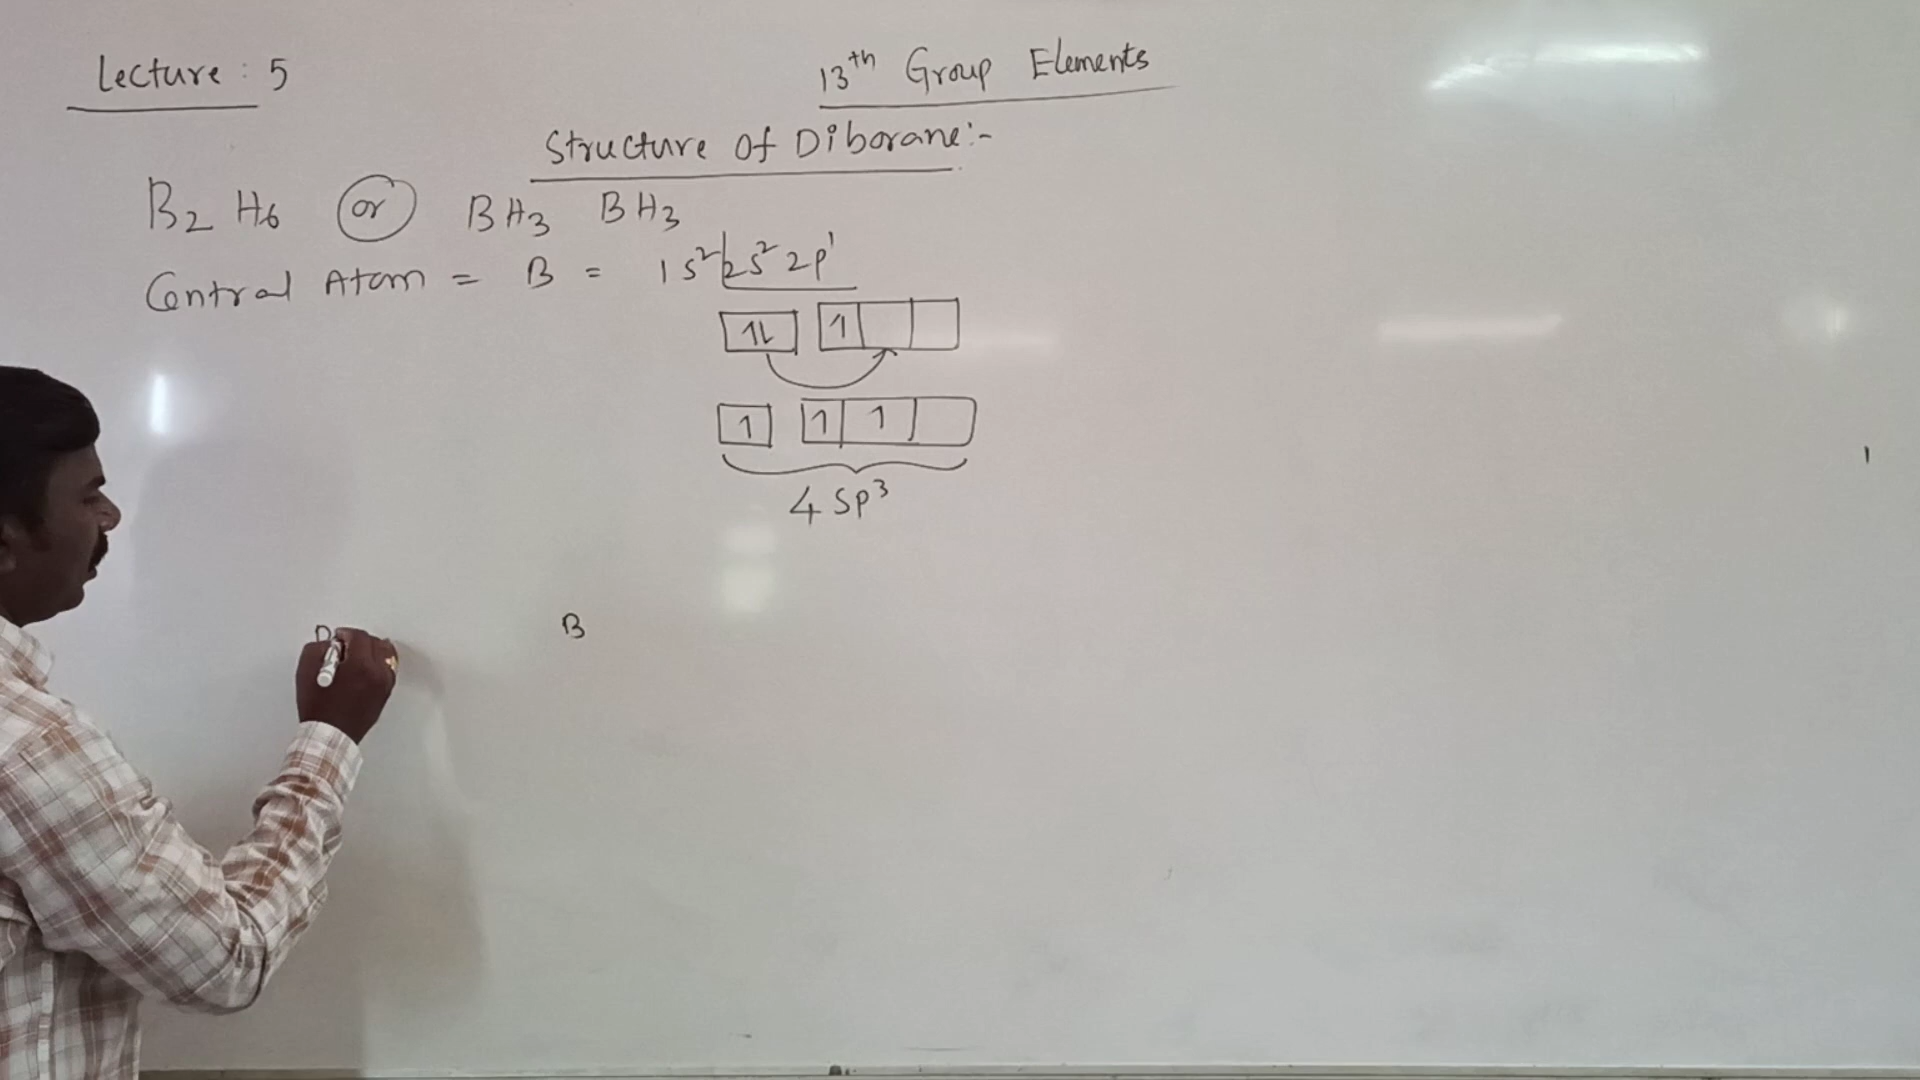 Lecture : 5
13th Group Elements
Structure Of Diborane:-
B2 H6 or BH3 BH3
Central Atom = B = 1s² 2s² 2p¹
1L 1
1 1 1
4 Sp³
B